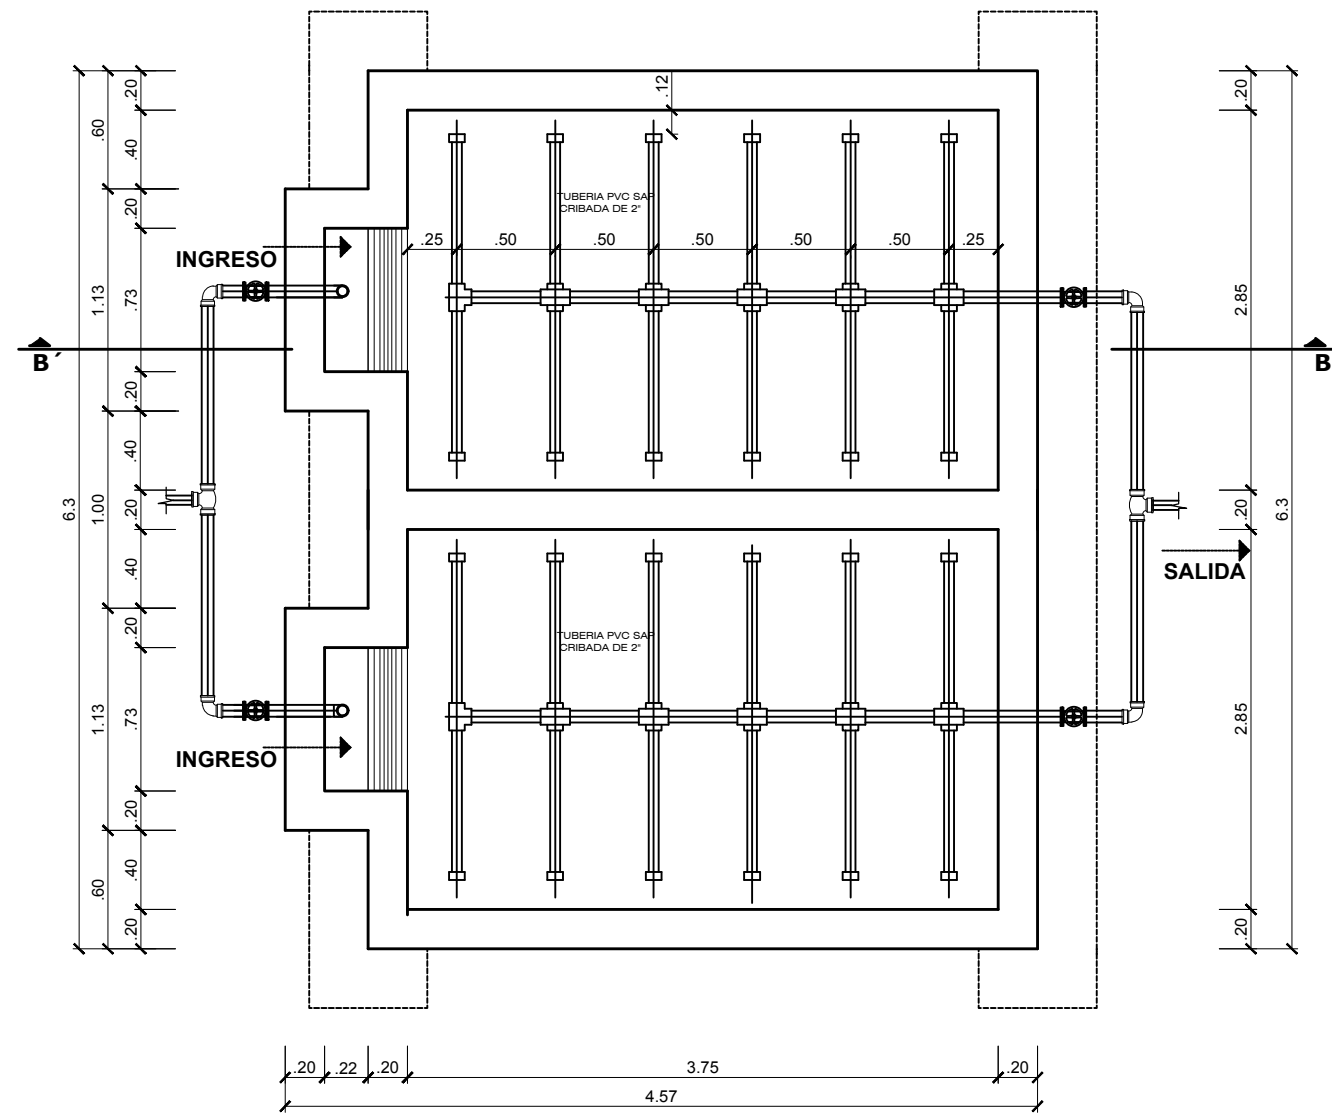 .12
.20
.40
.20
.73
.20
.40
.20
.40
.20
.73
.20
.40
.20
.60
1.13
1.00
1.13
.60
6.3
TUBERIA PVC SAP
CRIBADA DE 2"
.25 .50 .50 .50 .50 .50 .25
INGRESO
B´
B
.20
2.85
.20
2.85
.20
6.3
SALIDA
TUBERIA PVC SAP
CRIBADA DE 2"
INGRESO
.20 .22 .20 3.75 .20
4.57